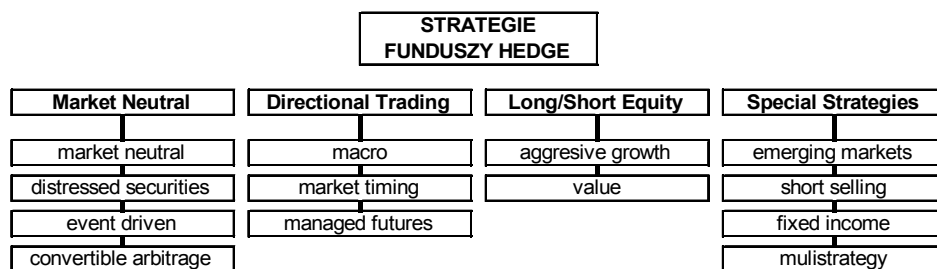 STRATEGIE
FUNDUSZY HEDGE
Market Neutral
market neutral
distressed securities
event driven
convertible arbitrage
Directional Trading
macro
market timing
managed futures
Long/Short Equity
aggresive growth
value
Special Strategies
emerging markets
short selling
fixed income
mulistrategy